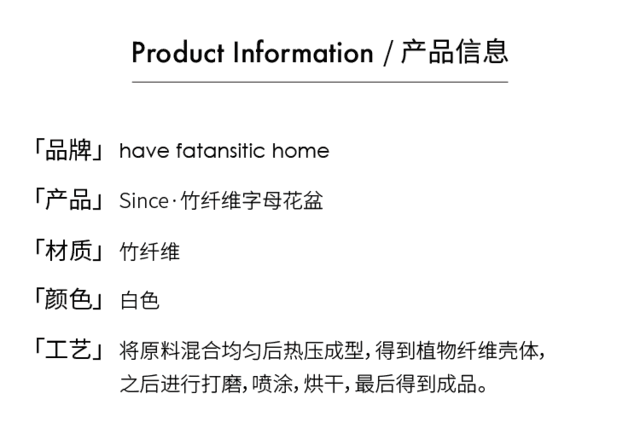 Product Information / 产品信息
「品牌」 have fatansitic home
「产品」 Since·竹纤维字母花盆
「材质」 竹纤维
「颜色」 白色
「工艺」 将原料混合均匀后热压成型，得到植物纤维壳体，
之后进行打磨，喷涂，烘干，最后得到成品。